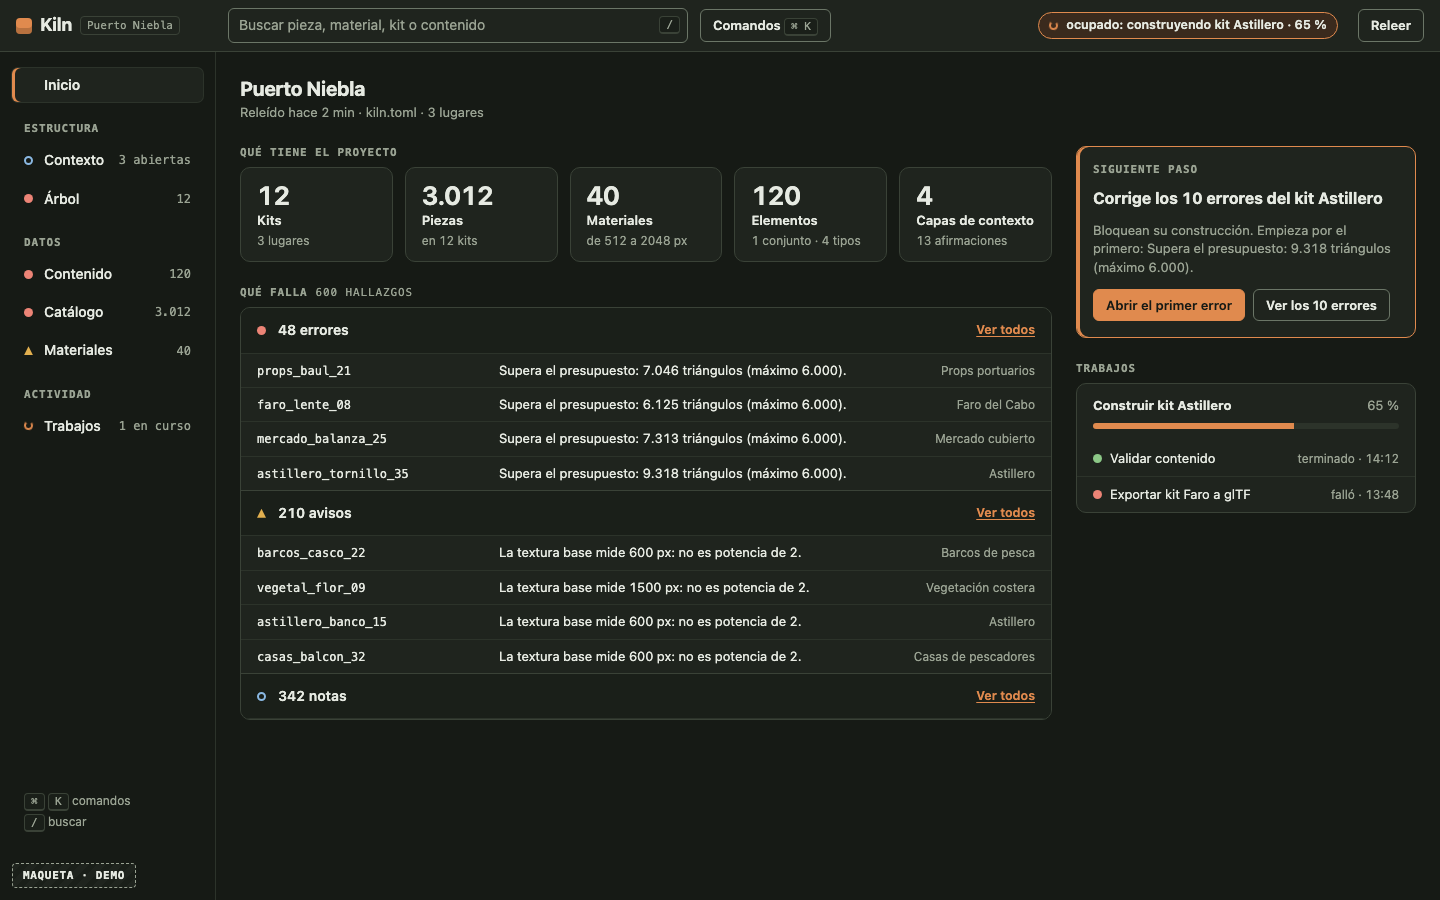 Kiln Puerto Niebla
Buscar pieza, material, kit o contenido /
Comandos ⌘ K
ocupado: construyendo kit Astillero · 65 %
Releer
Inicio
ESTRUCTURA
Contexto 3 abiertas
Árbol 12
DATOS
Contenido 120
Catálogo 3.012
Materiales 40
ACTIVIDAD
Trabajos 1 en curso
⌘ K comandos
/ buscar
MAQUETA · DEMO
Puerto Niebla
Releído hace 2 min · kiln.toml · 3 lugares
QUÉ TIENE EL PROYECTO
12
Kits
3 lugares
3.012
Piezas
en 12 kits
40
Materiales
de 512 a 2048 px
120
Elementos
1 conjunto · 4 tipos
4
Capas de contexto
13 afirmaciones
QUÉ FALLA 600 HALLAZGOS
48 errores Ver todos
props_baul_21 Supera el presupuesto: 7.046 triángulos (máximo 6.000). Props portuarios
faro_lente_08 Supera el presupuesto: 6.125 triángulos (máximo 6.000). Faro del Cabo
mercado_balanza_25 Supera el presupuesto: 7.313 triángulos (máximo 6.000). Mercado cubierto
astillero_tornillo_35 Supera el presupuesto: 9.318 triángulos (máximo 6.000). Astillero
210 avisos Ver todos
barcos_casco_22 La textura base mide 600 px: no es potencia de 2. Barcos de pesca
vegetal_flor_09 La textura base mide 1500 px: no es potencia de 2. Vegetación costera
astillero_banco_15 La textura base mide 600 px: no es potencia de 2. Astillero
casas_balcon_32 La textura base mide 600 px: no es potencia de 2. Casas de pescadores
342 notas Ver todos
SIGUIENTE PASO
Corrige los 10 errores del kit Astillero
Bloquean su construcción. Empieza por el
primero: Supera el presupuesto: 9.318 triángulos
(máximo 6.000).
Abrir el primer error Ver los 10 errores
TRABAJOS
Construir kit Astillero 65 %
Validar contenido terminado · 14:12
Exportar kit Faro a glTF falló · 13:48